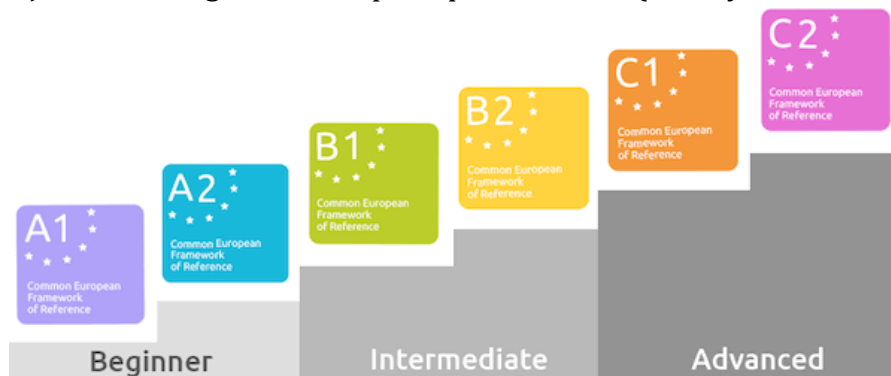 A1
Common European
Framework
of Reference
A2
Common European
Framework
of Reference
B1
Common European
Framework
of Reference
B2
Common European
Framework
of Reference
C1
Common European
Framework
of Reference
C2
Common European
Framework
of Reference
Beginner
Intermediate
Advanced